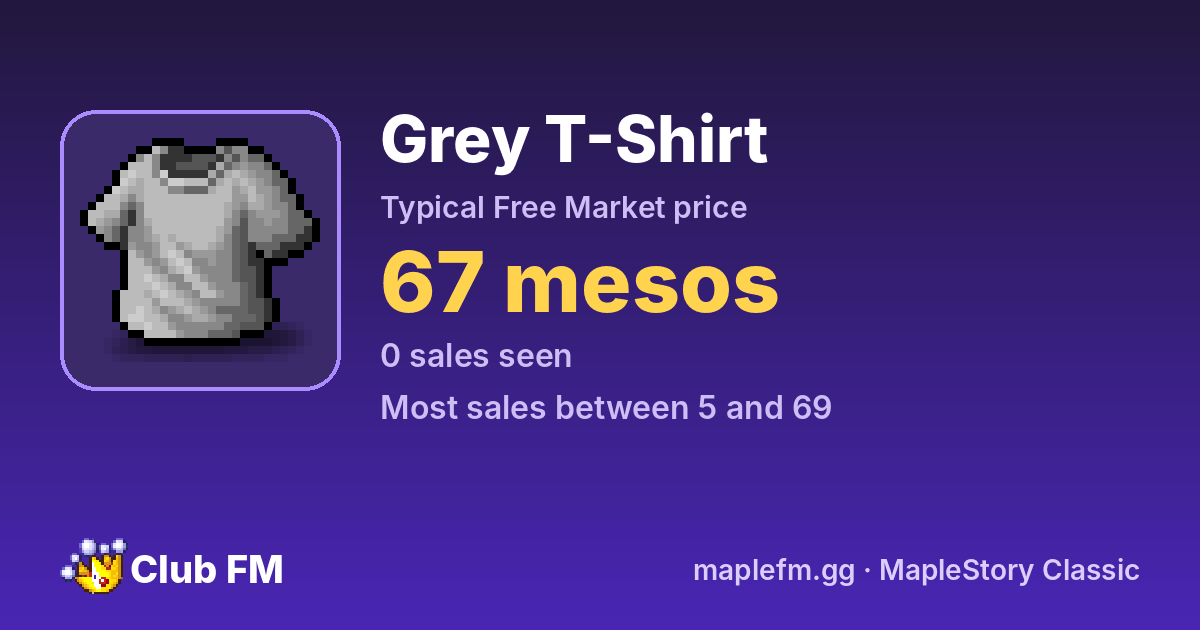 Grey T-Shirt
Typical Free Market price
67 mesos
0 sales seen
Most sales between 5 and 69
Club FM
maplefm.gg · MapleStory Classic